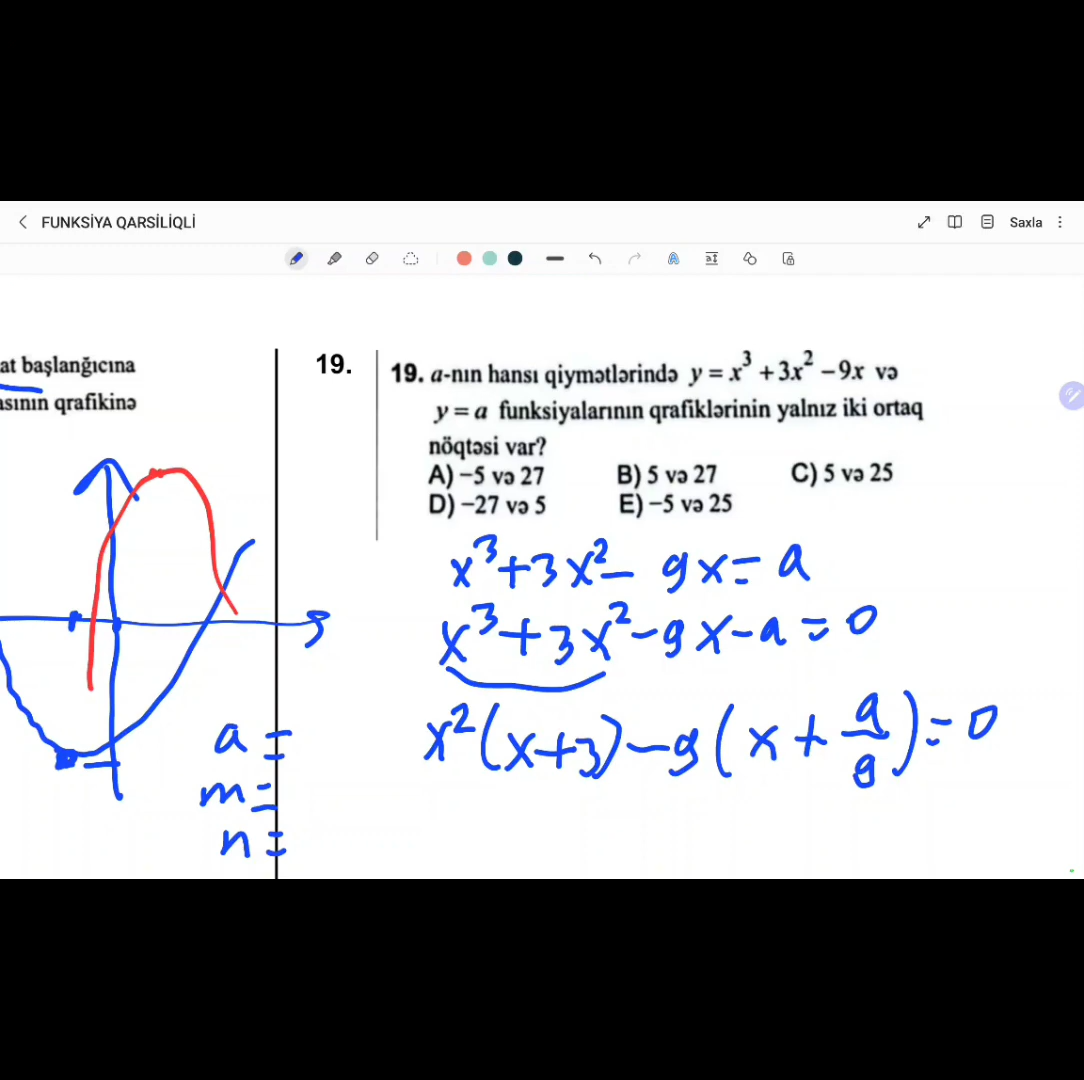 FUNKSİYA QARSİLİQLİ
Saxla
at başlanğıcına
asının qrafikinə
a =
m =
n =
19.
19. a-nın hansı qiymətlərində y = x³ + 3x² – 9x və
y = a funksiyalarının qrafiklərinin yalnız iki ortaq
nöqtəsi var?
A) –5 və 27 B) 5 və 27 C) 5 və 25
D) –27 və 5 E) –5 və 25
x³ + 3x² – 9x = a
x³ + 3x² – 9x – a = 0
x²(x+3) – 9(x + a/9) = 0